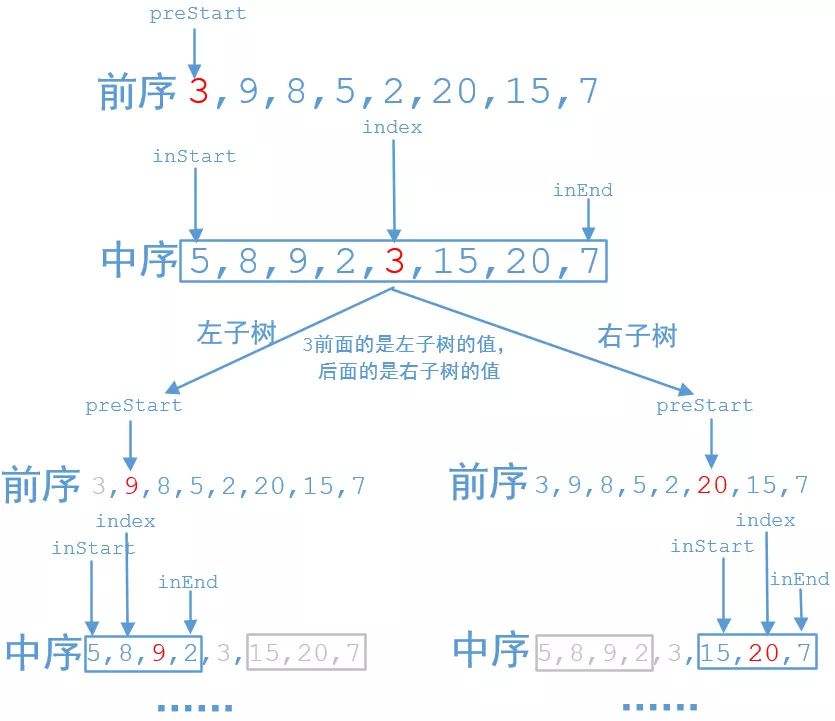 preStart
前序 3,9,8,5,2,20,15,7
index
inStart
inEnd
中序 5,8,9,2,3,15,20,7
左子树
右子树
3前面的是左子树的值，
后面的是右子树的值
preStart
前序 3,9,8,5,2,20,15,7
index
inStart
inEnd
中序 5,8,9,2,3,15,20,7
......
preStart
前序 3,9,8,5,2,20,15,7
index
inStart
inEnd
中序 5,8,9,2,3,15,20,7
......